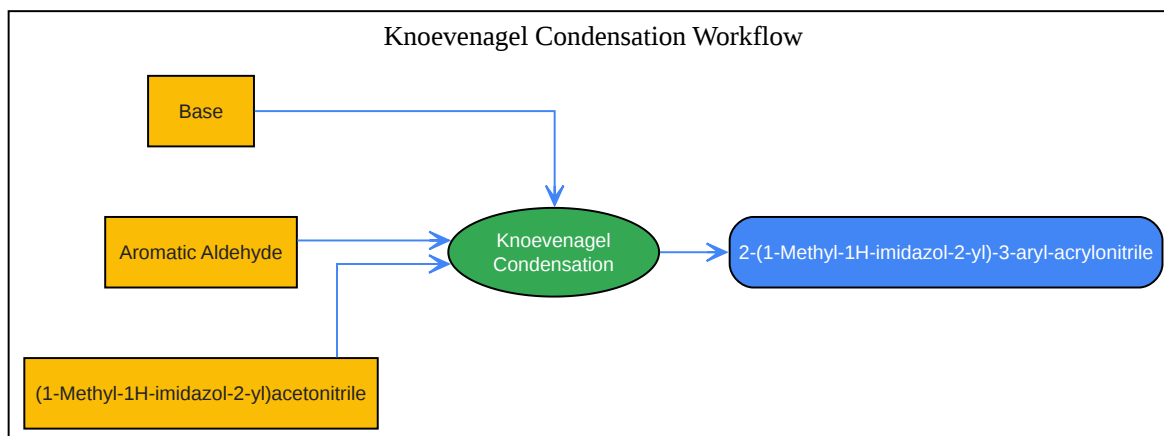 Knoevenagel Condensation Workflow
Base
Aromatic Aldehyde
(1-Methyl-1H-imidazol-2-yl)acetonitrile
Knoevenagel
Condensation
2-(1-Methyl-1H-imidazol-2-yl)-3-aryl-acrylonitrile